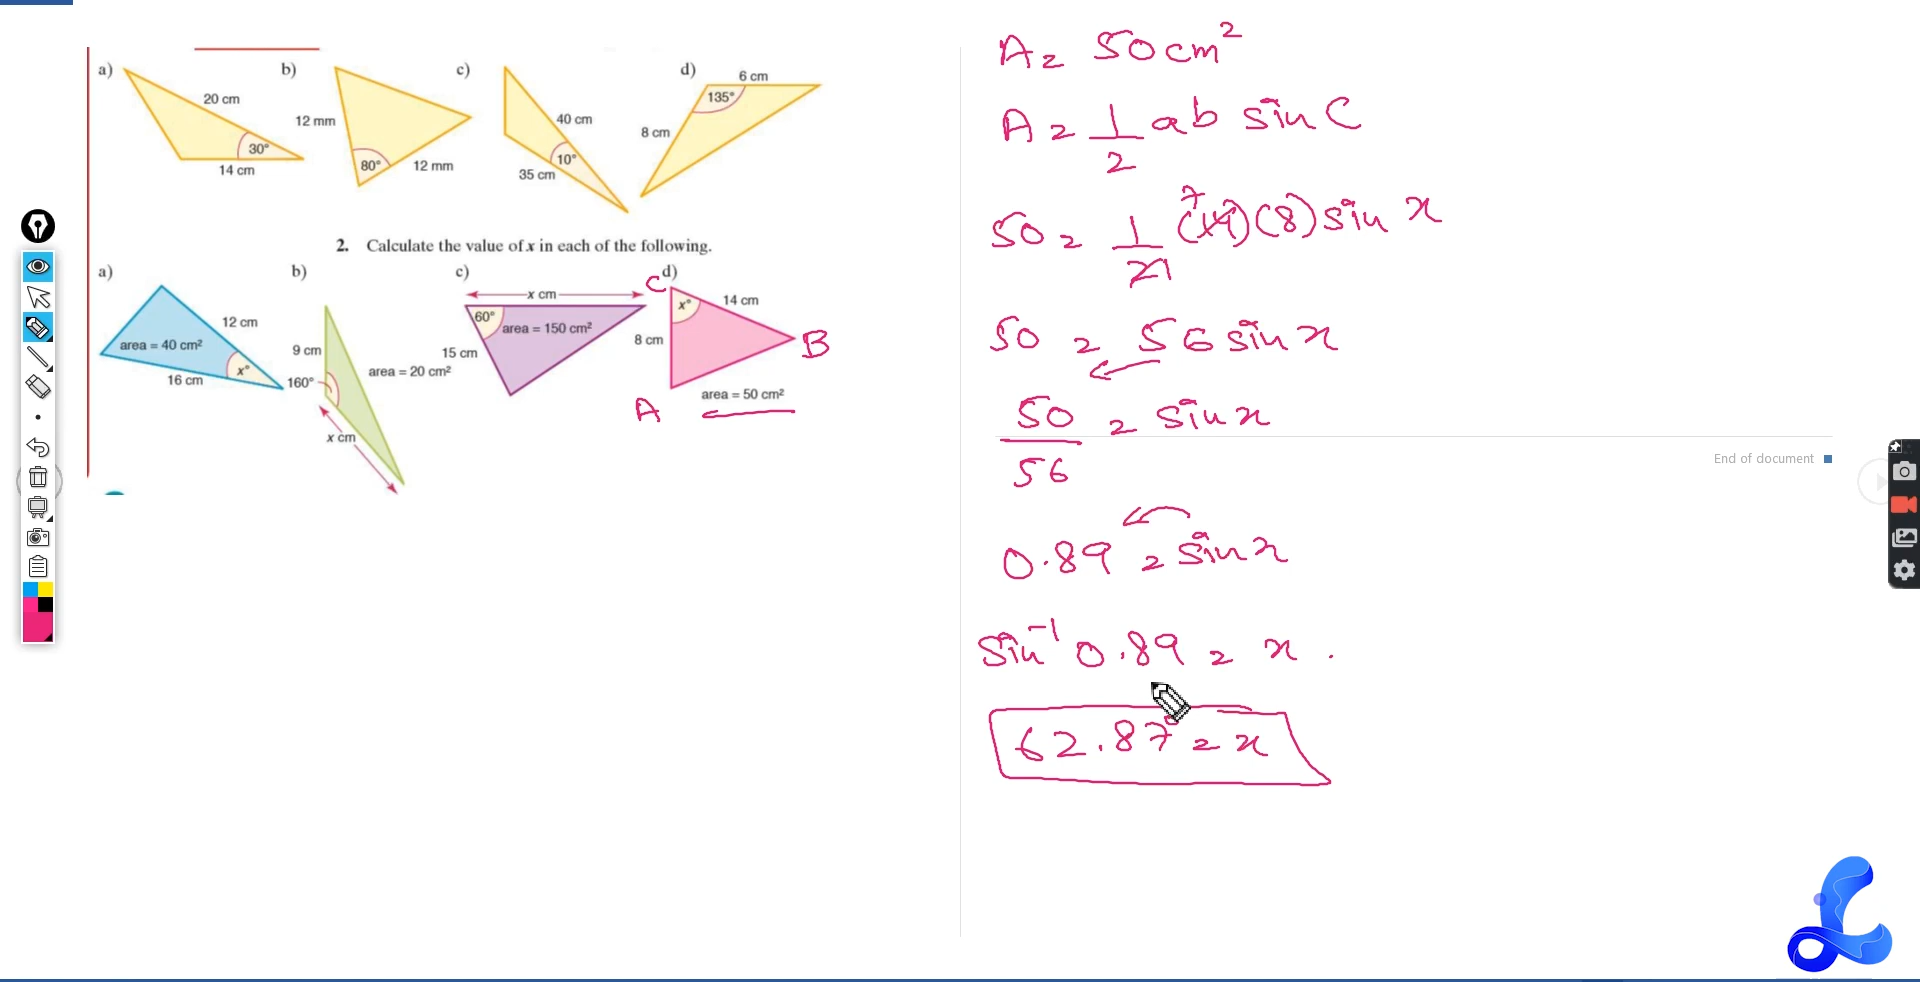 a)
20 cm
30°
14 cm
b)
12 mm
80°
12 mm
c)
40 cm
10°
35 cm
d)
6 cm
135°
8 cm
2. Calculate the value of x in each of the following.
a)
12 cm
area = 40 cm²
x°
16 cm
b)
9 cm
160°
area = 20 cm²
x cm
c)
x cm
60°
area = 150 cm²
15 cm
d)
C
x°
14 cm
8 cm
B
area = 50 cm²
A
A = 50 cm²
A = 1/2 ab sin C
50 = 1/21 7(14)(8) sin x
50 = 56 sin x
50/56 = sin x
0.89 = sin x
sin⁻¹ 0.89 = x .
62.87° = x
End of document